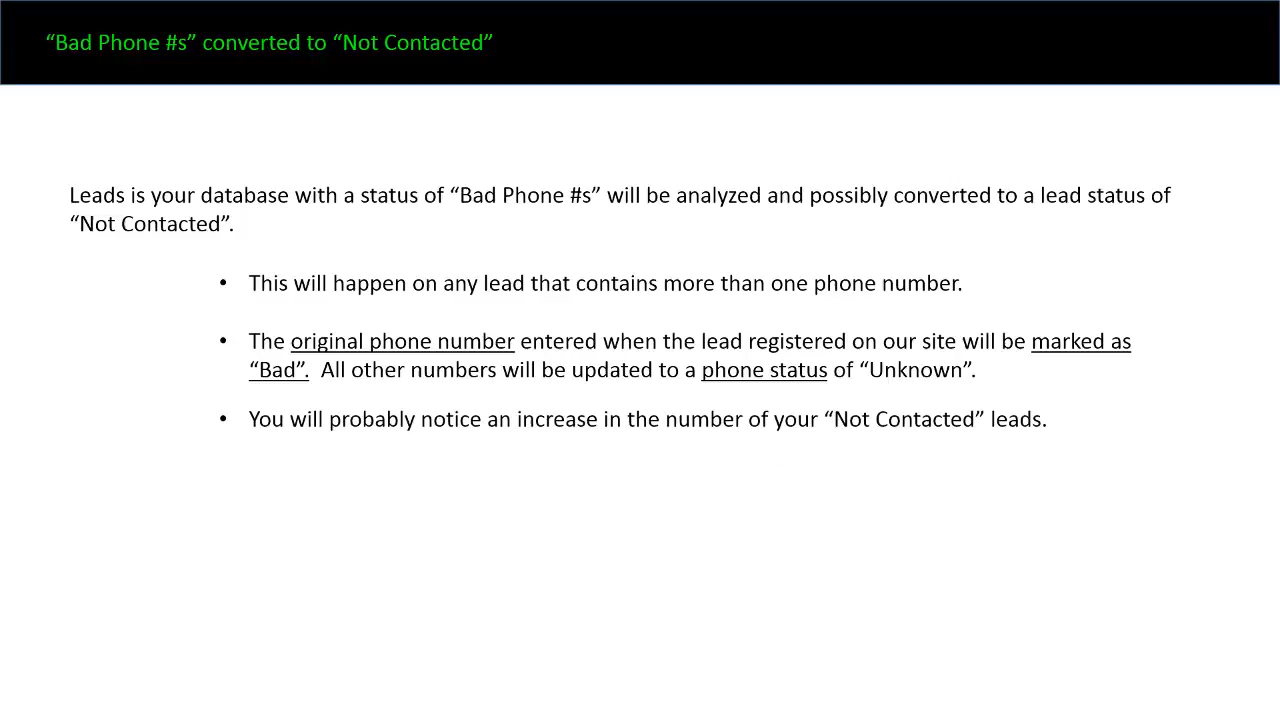 “Bad Phone #s” converted to “Not Contacted”
Leads is your database with a status of “Bad Phone #s” will be analyzed and possibly converted to a lead status of
“Not Contacted”.
• This will happen on any lead that contains more than one phone number.
• The original phone number entered when the lead registered on our site will be marked as
“Bad”.  All other numbers will be updated to a phone status of “Unknown”.
• You will probably notice an increase in the number of your “Not Contacted” leads.